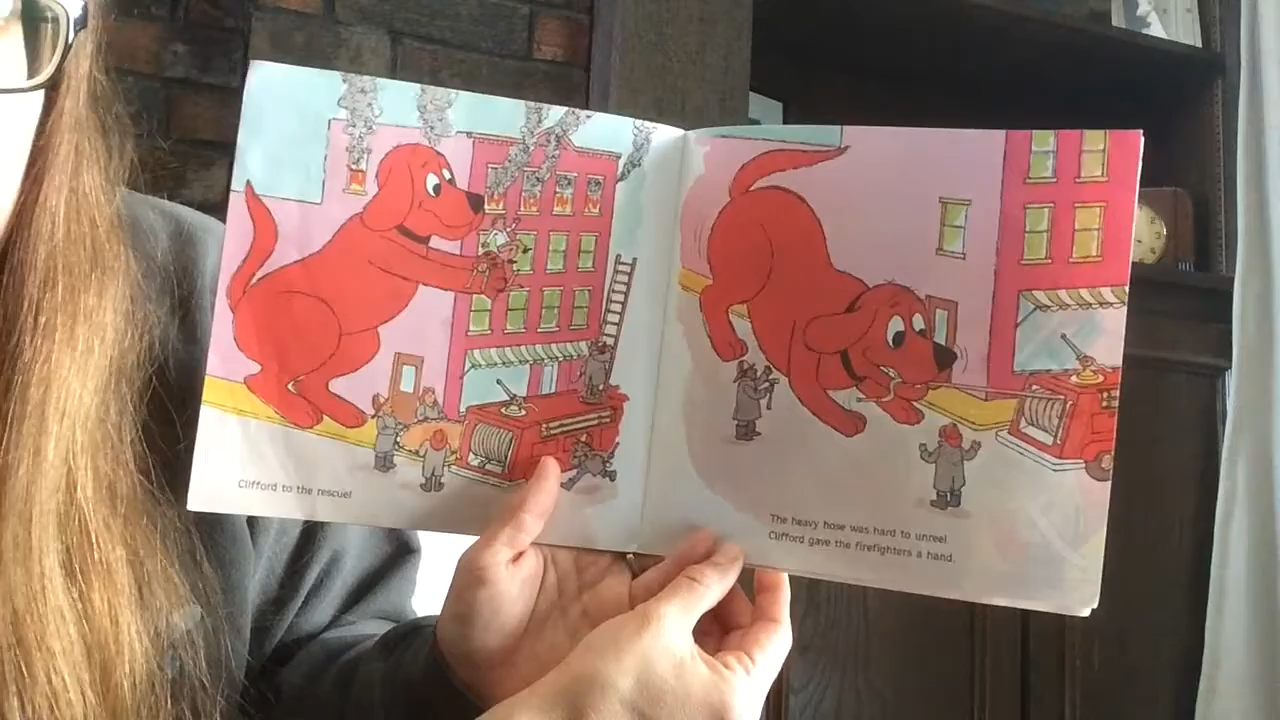 Clifford to the rescue!
The heavy hose was hard to unreel.
Clifford gave the firefighters a hand.